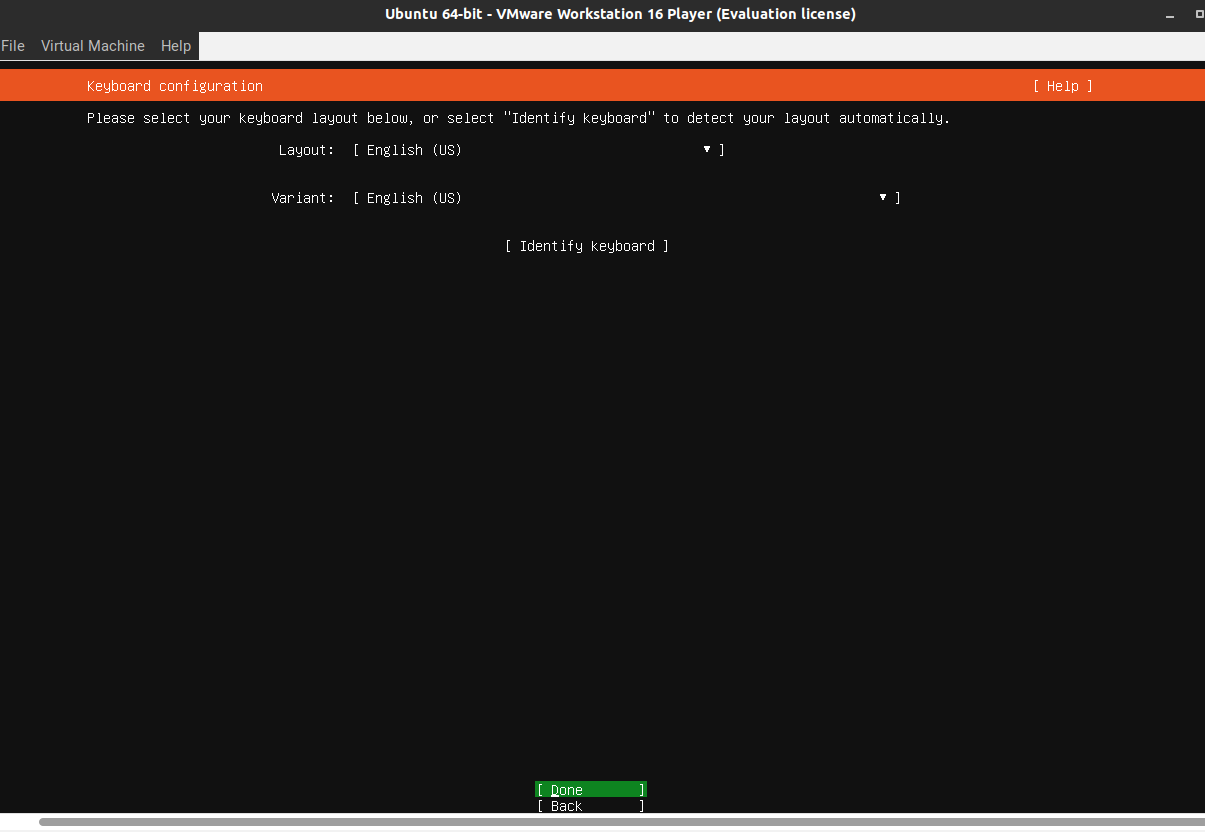 Ubuntu 64-bit - VMware Workstation 16 Player (Evaluation license)
File Virtual Machine Help
Keyboard configuration [ Help ]
Please select your keyboard layout below, or select "Identify keyboard" to detect your layout automatically.
Layout: [ English (US) ▾ ]
Variant: [ English (US) ▾ ]
[ Identify keyboard ]
[ Done ]
[ Back ]